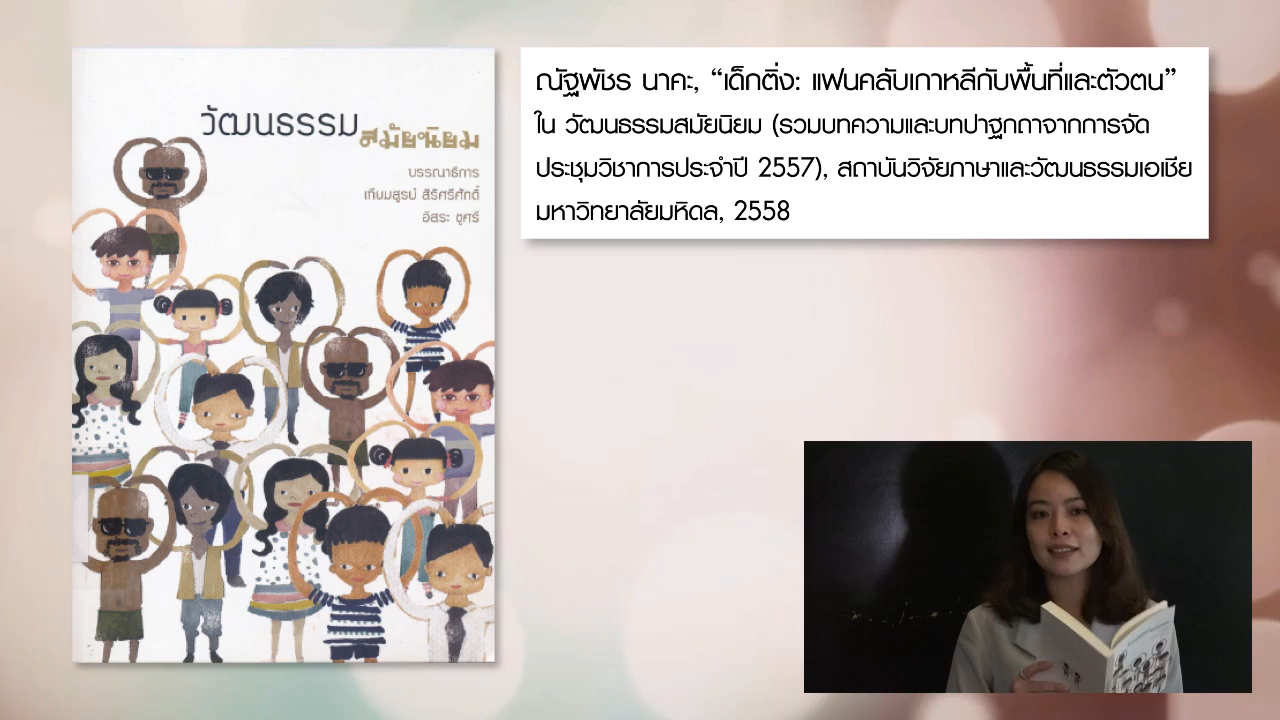 วัฒนธรรม
สมัยนิยม
บรรณาธิการ
เทียมสูรย์ สิริศรีศักดิ์
อิสระ ชูศรี
ณัฐพัชร นาคะ, “เด็กติ่ง: แฟนคลับเกาหลีกับพื้นที่และตัวตน”
ใน วัฒนธรรมสมัยนิยม (รวมบทความและบทปาฐกถาจากการจัด
ประชุมวิชาการประจำปี 2557), สถาบันวิจัยภาษาและวัฒนธรรมเอเชีย
มหาวิทยาลัยมหิดล, 2558